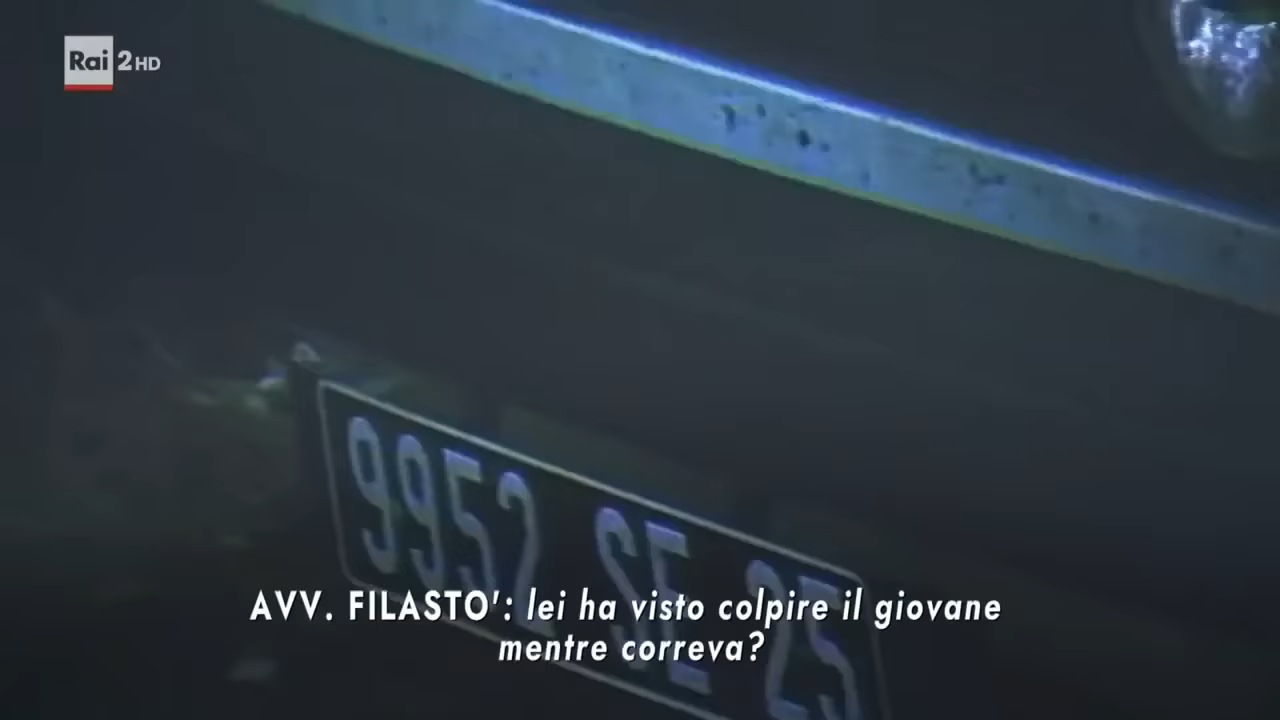 Rai 2HD
9952 SE 25
AVV. FILASTO': lei ha visto colpire il giovane
mentre correva?